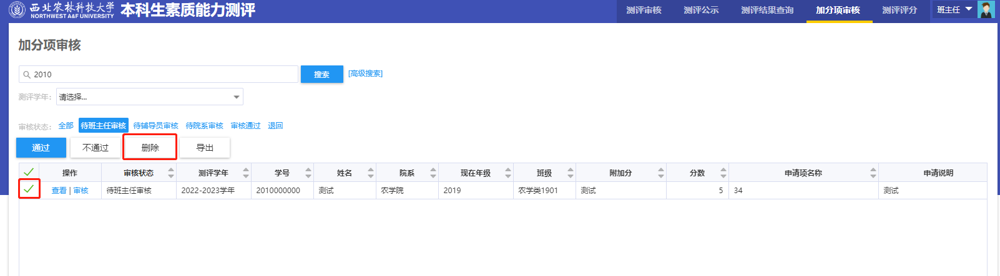 西北农林科技大学 本科生素质能力测评 测评审核 测评公示 测评结果查询 加分项审核 测评评分 班主任
NORTHWEST A&F UNIVERSITY
加分项审核
2010 搜索 [高级搜索]
测评学年: 请选择...
审核状态: 全部 待班主任审核 待辅导员审核 待院系审核 审核通过 退回
通过 不通过 删除 导出
操作 审核状态 测评学年 学号 姓名 院系 现在年级 班级 附加分 分数 申请项名称 申请说明
查看 | 审核 待班主任审核 2022-2023学年 2010000000 测试 农学院 2019 农学类1901 测试 5 34 测试